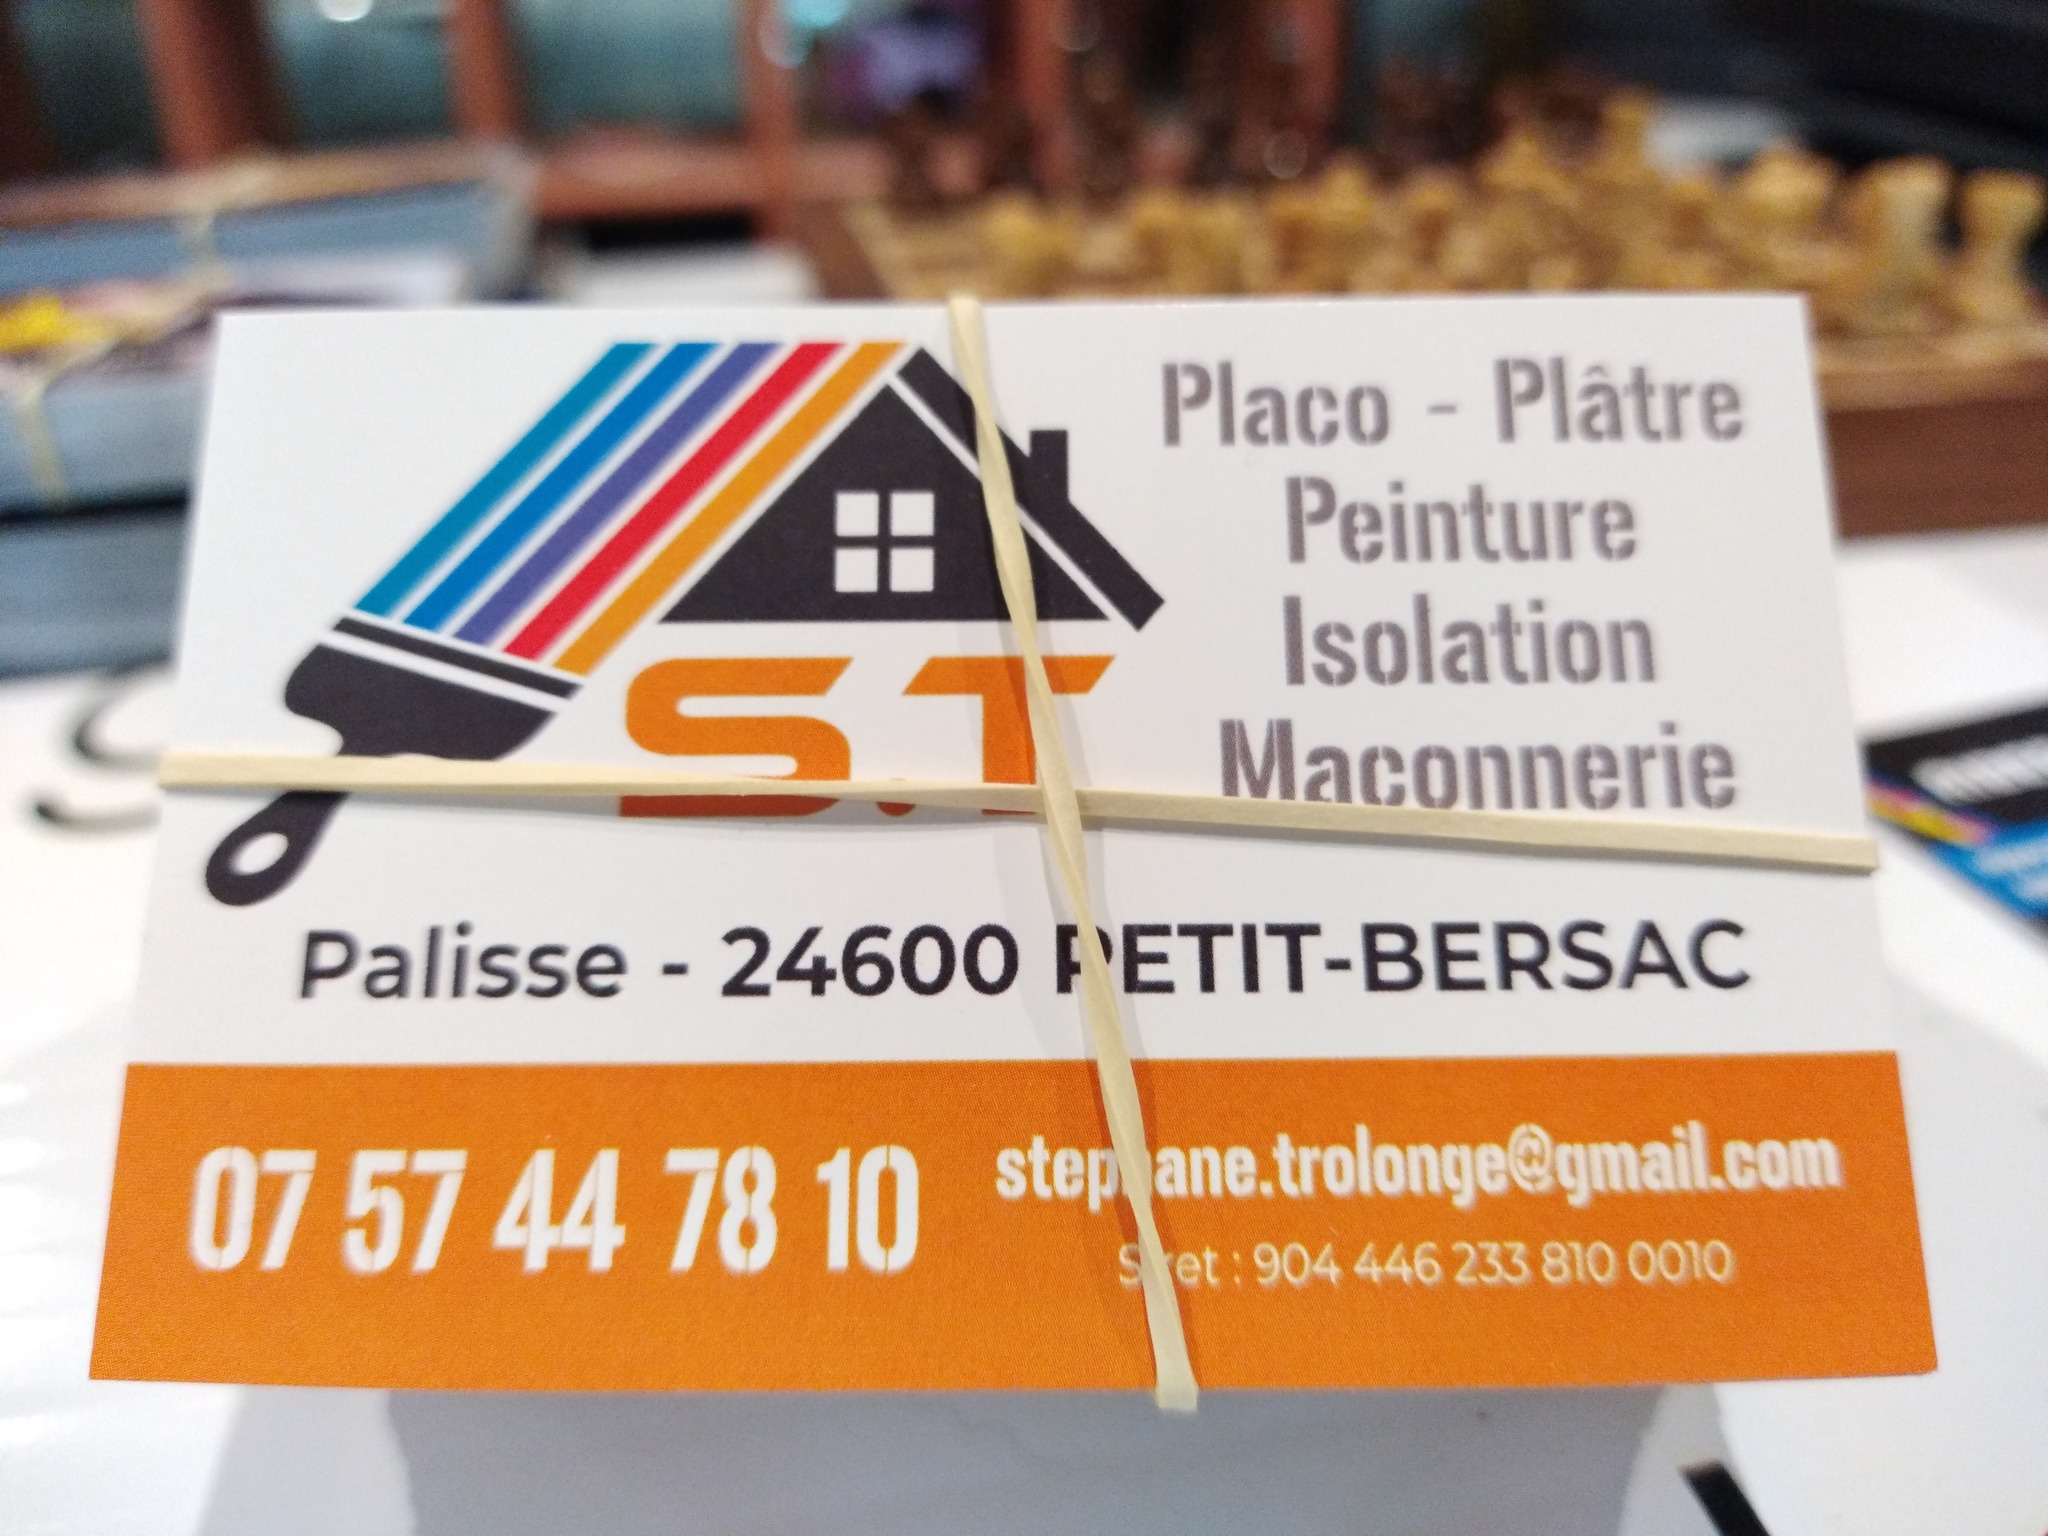 Placo - Plâtre
Peinture
Isolation
Maconnerie
S.T
Palisse - 24600 PETIT-BERSAC
07 57 44 78 10
stephane.trolonge@gmail.com
Siret : 904 446 233 810 0010